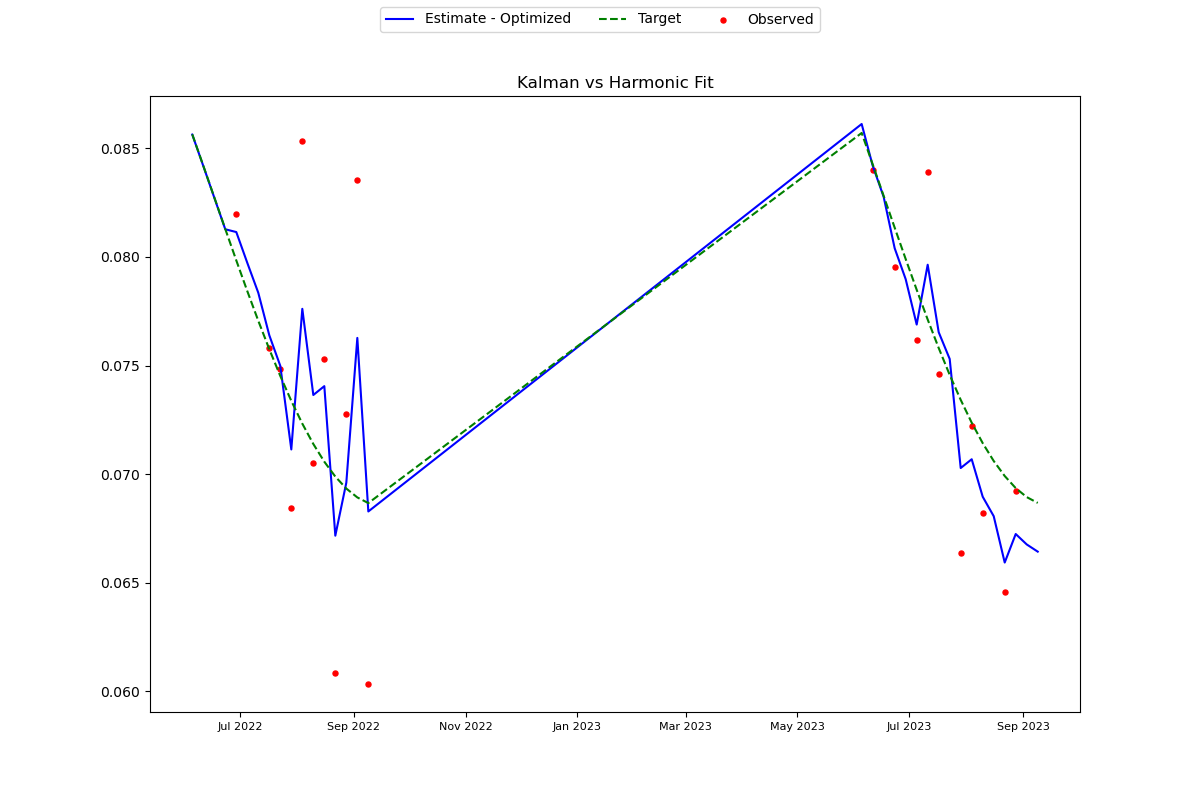 Estimate - Optimized Target Observed
Kalman vs Harmonic Fit
0.085
0.080
0.075
0.070
0.065
0.060
Jul 2022 Sep 2022 Nov 2022 Jan 2023 Mar 2023 May 2023 Jul 2023 Sep 2023